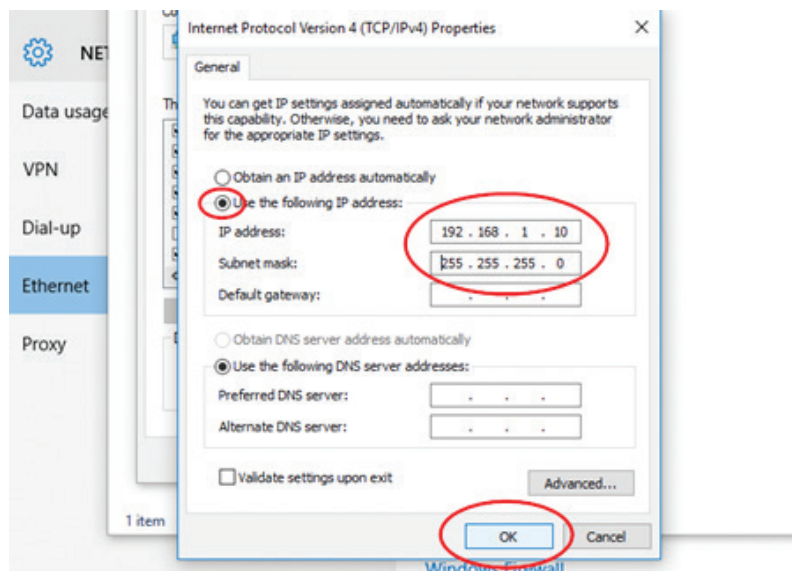 Internet Protocol Version 4 (TCP/IPv4) Properties
General
You can get IP settings assigned automatically if your network supports
this capability. Otherwise, you need to ask your network administrator
for the appropriate IP settings.
Obtain an IP address automatically
Use the following IP address:
IP address: 192 . 168 . 1 . 10
Subnet mask: 255 . 255 . 255 . 0
Default gateway: . . .
Obtain DNS server address automatically
Use the following DNS server addresses:
Preferred DNS server: . . .
Alternate DNS server: . . .
Validate settings upon exit
Advanced...
OK Cancel
NET
Data usage
VPN
Dial-up
Ethernet
Proxy
Th
1 item
Windows Firewall